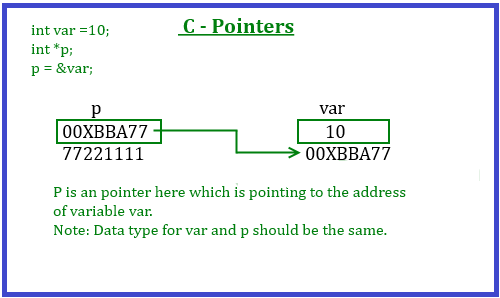 C - Pointers
int var =10;
int *p;
p = &var;
p var
00XBBA77 10
77221111 00XBBA77
P is an pointer here which is pointing to the address
of variable var.
Note: Data type for var and p should be the same.